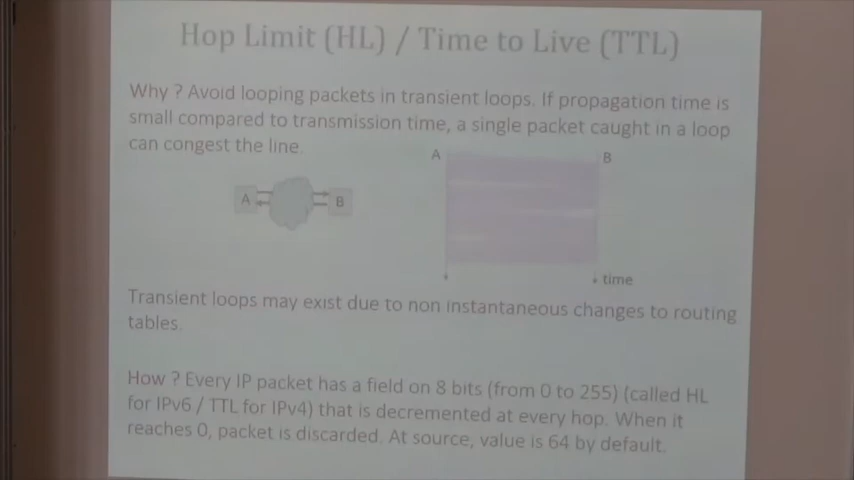 Hop Limit (HL) / Time to Live (TTL)
Why ? Avoid looping packets in transient loops. If propagation time is
small compared to transmission time, a single packet caught in a loop
can congest the line.
A B
A B
time
Transient loops may exist due to non instantaneous changes to routing
tables.
How ? Every IP packet has a field on 8 bits (from 0 to 255) (called HL
for IPv6 / TTL for IPv4) that is decremented at every hop. When it
reaches 0, packet is discarded. At source, value is 64 by default.